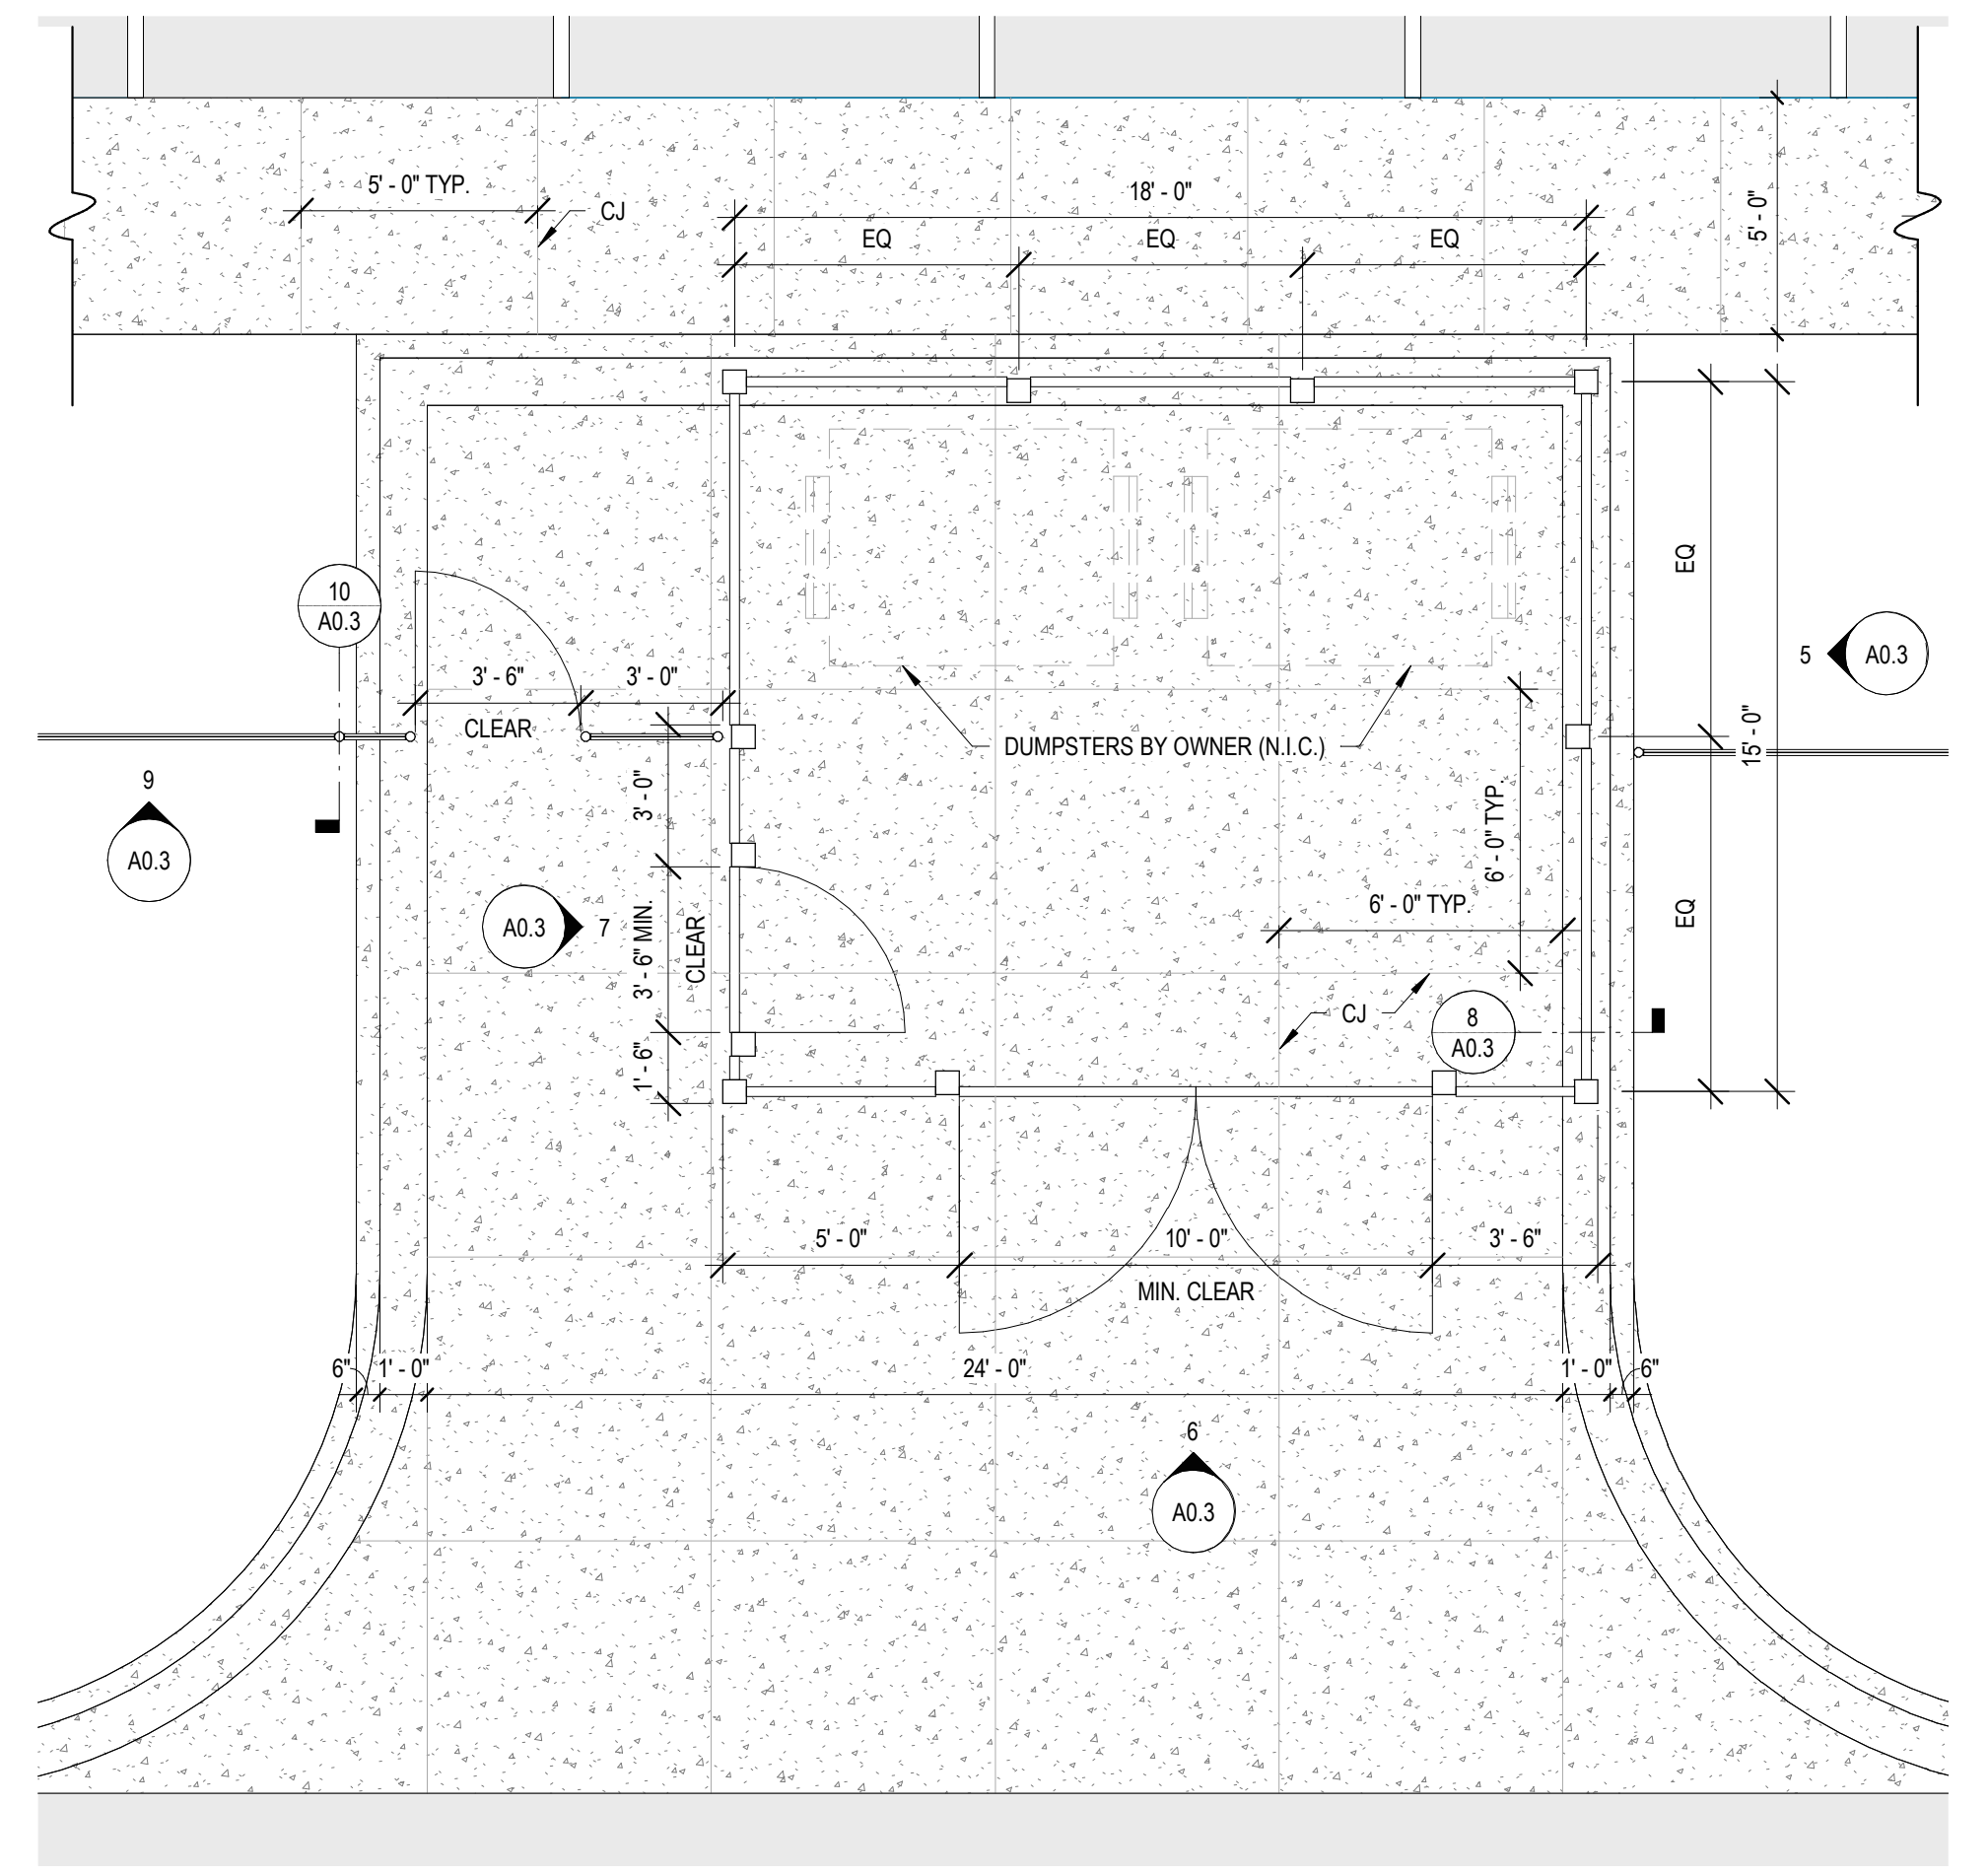 5' - 0" TYP.
CJ
18' - 0"
EQ
EQ
EQ
5' - 0"
10
A0.3
3' - 6"
CLEAR
3' - 0"
DUMPSTERS BY OWNER (N.I.C.)
EQ
15' - 0"
5
A0.3
9
A0.3
3' - 0"
6' - 0" TYP.
A0.3
7
3' - 6" MIN.
CLEAR
6' - 0" TYP.
EQ
CJ
8
A0.3
1' - 6"
5' - 0"
10' - 0"
MIN. CLEAR
3' - 6"
6"
1' - 0"
24' - 0"
1' - 0"
6"
6
A0.3